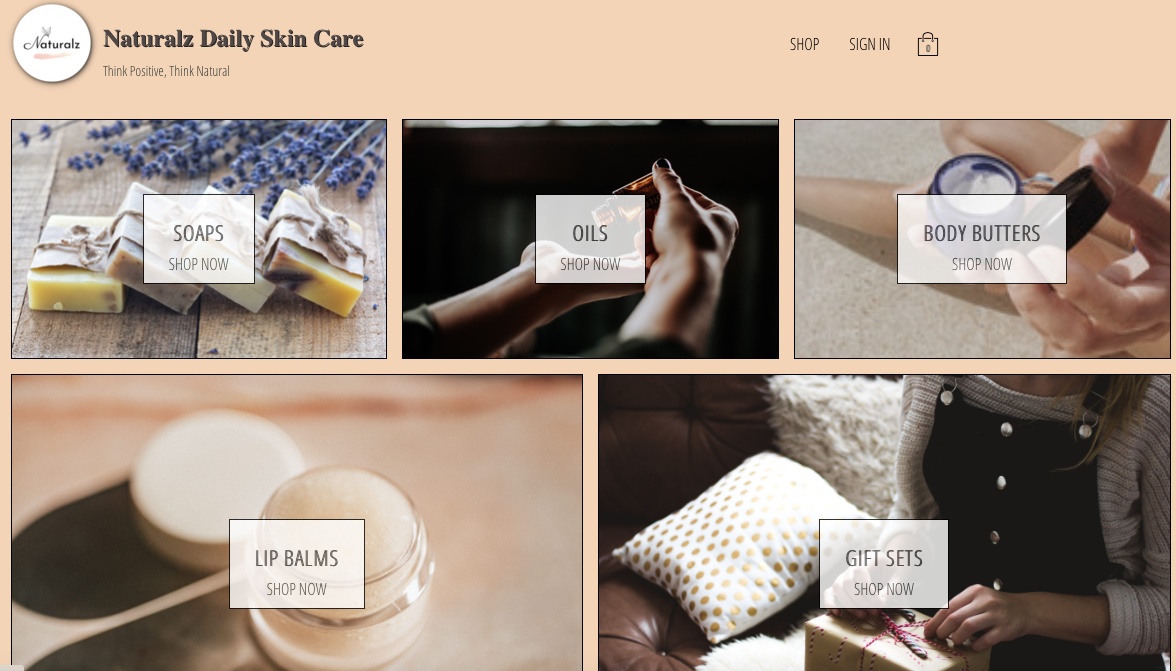 Naturalz
Naturalz Daily Skin Care
Think Positive, Think Natural
SHOP
SIGN IN
0
SOAPS
SHOP NOW
OILS
SHOP NOW
BODY BUTTERS
SHOP NOW
LIP BALMS
SHOP NOW
GIFT SETS
SHOP NOW